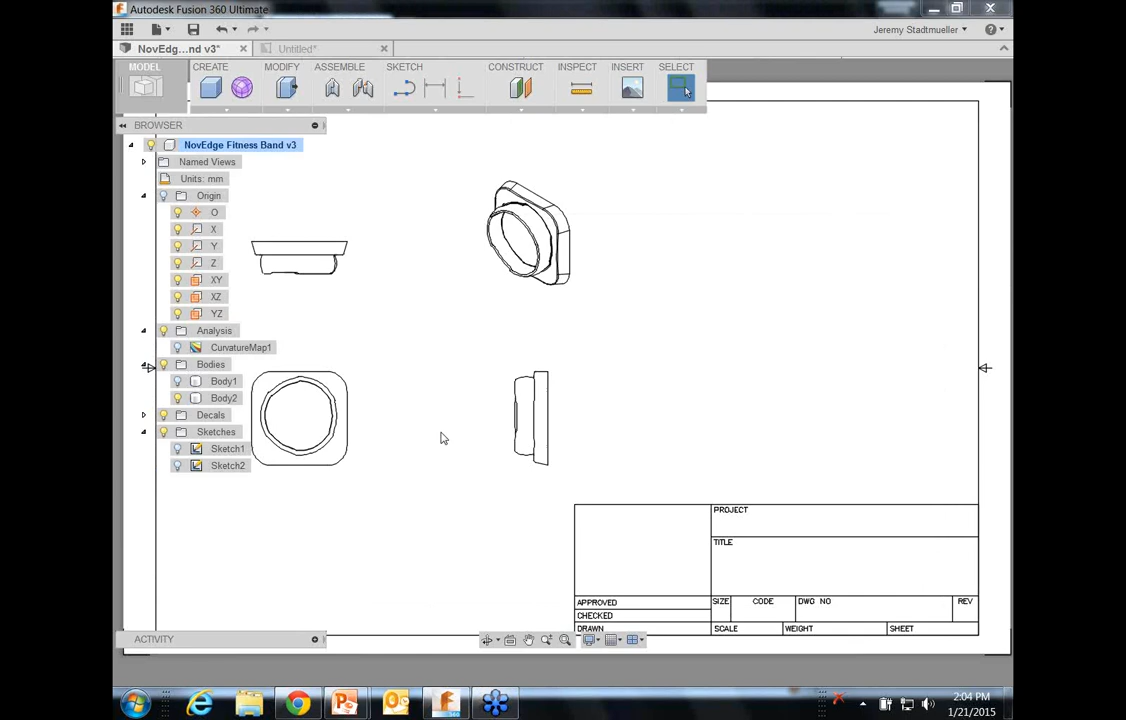 Autodesk Fusion 360 Ultimate
Jeremy Stadtmueller
NovEdg...nd v3*
Untitled*
MODEL
CREATE
MODIFY
ASSEMBLE
SKETCH
CONSTRUCT
INSPECT
INSERT
SELECT
BROWSER
NovEdge Fitness Band v3
Named Views
Units: mm
Origin
O
X
Y
Z
XY
XZ
YZ
Analysis
CurvatureMap1
Bodies
Body1
Body2
Decals
Sketches
Sketch1
Sketch2
PROJECT
TITLE
APPROVED
SIZE CODE DWG NO REV
CHECKED
DRAWN SCALE WEIGHT SHEET
ACTIVITY
2:04 PM
1/21/2015